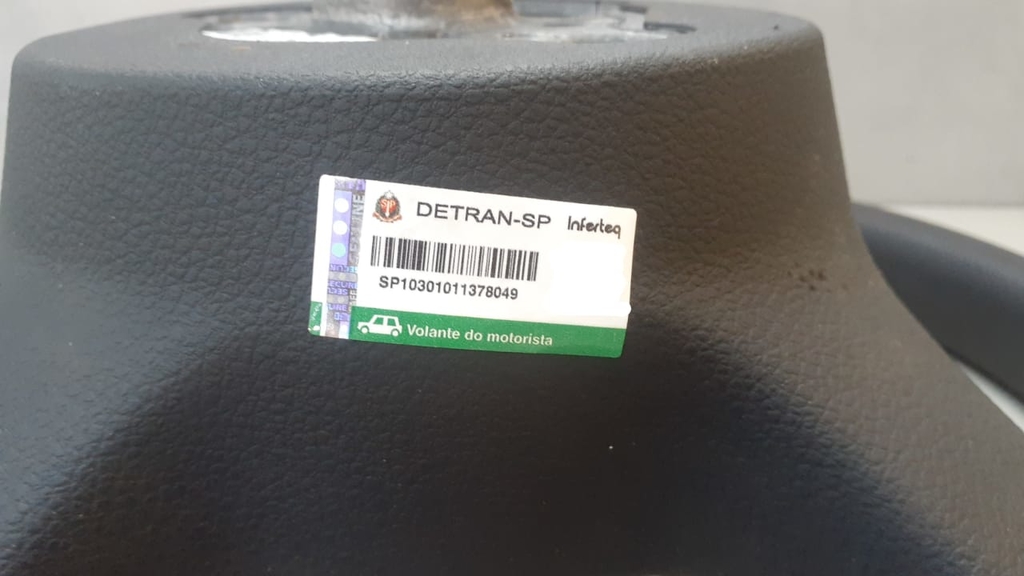 DETRAN-SP Inferteq
SP10301011378049
Volante do motorista